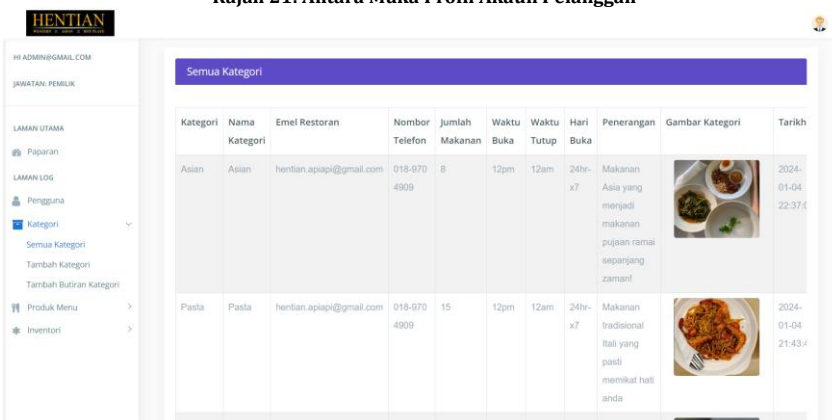 Rajah 21: Antara Muka Profil Akaun Pelanggan
HENTIAN
HI ADMIN@GMAIL.COM
JAWATAN: PEMILIK
LAMAN UTAMA
Paparan
LAMAN LOG
Pengguna
Kategori
Semua Kategori
Tambah Kategori
Tambah Butiran Kategori
Produk Menu
Inventori
Semua Kategori
Kategori Nama Kategori Emel Restoran Nombor Telefon Jumlah Makanan Waktu Buka Waktu Tutup Hari Buka Penerangan Gambar Kategori Tarikh
Asian Asian hentian.apiapi@gmail.com 018-970 8 12pm 12am 24hr- Makanan 2024-
4909 x7 Asia yang 01-04
menjadi 22:37:0
makanan
pujaan ramai
sepanjang
zaman!
Pasta Pasta hentian.apiapi@gmail.com 018-970 15 12pm 12am 24hr- Makanan 2024-
4909 x7 tradisional 01-04
Itali yang 21:43:4
pasti
memikat hati
anda